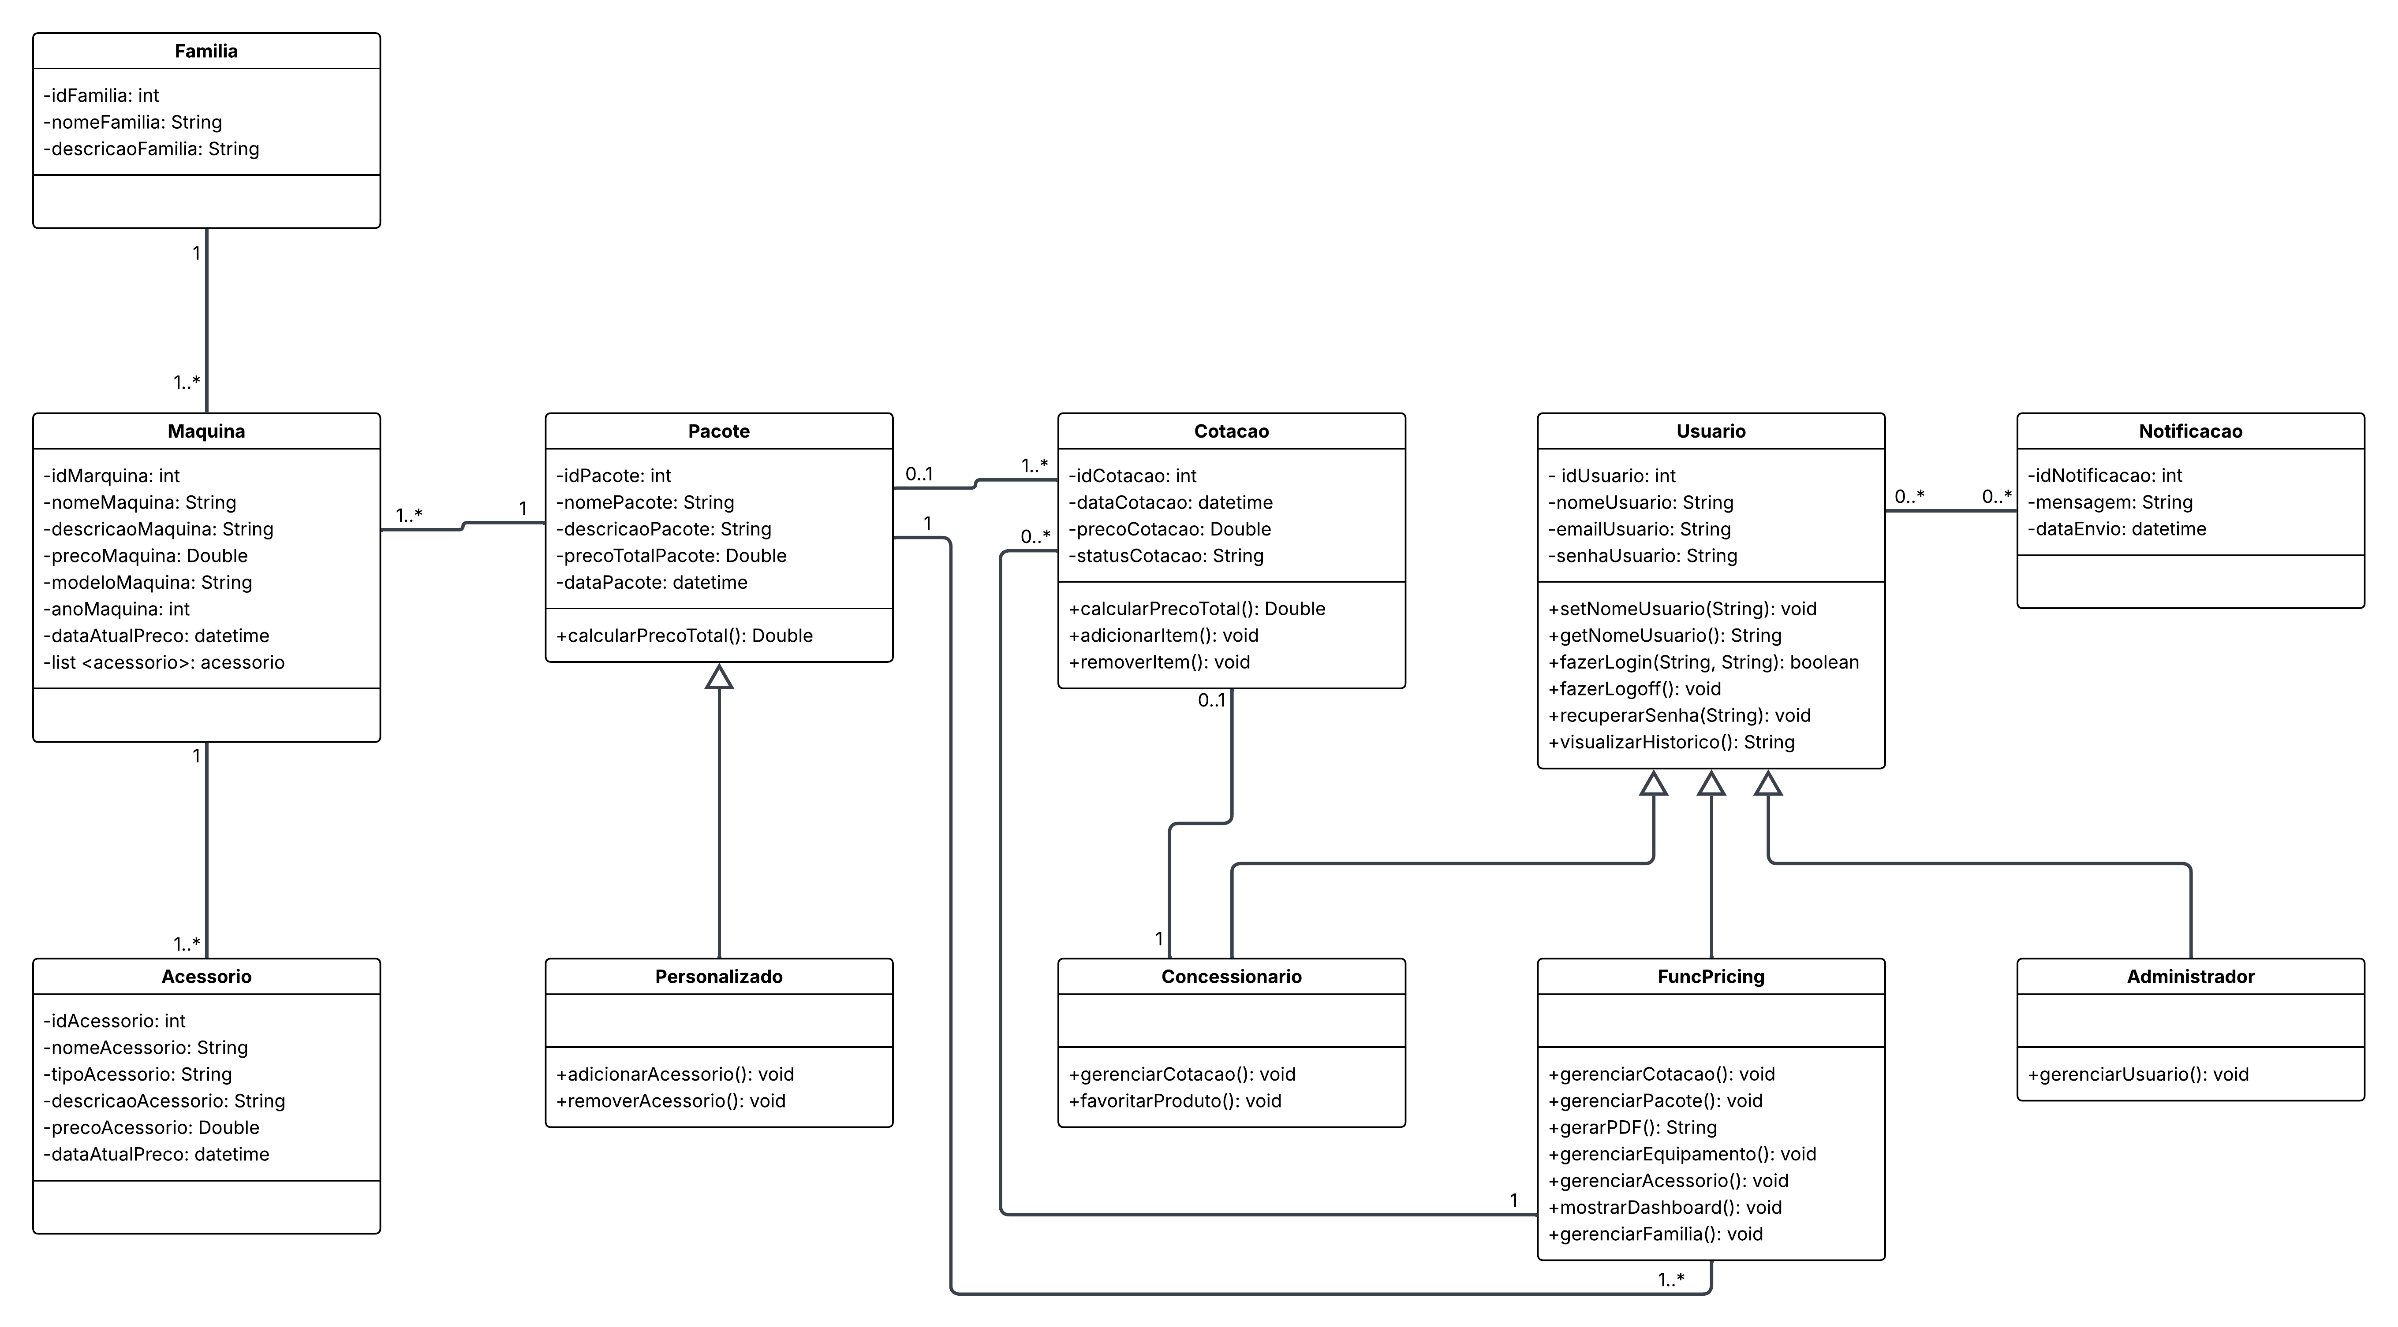 Familia
-idFamilia: int
-nomeFamilia: String
-descricaoFamilia: String
1
1..*
Maquina
-idMarquina: int
-nomeMaquina: String
-descricaoMaquina: String
-precoMaquina: Double
-modeloMaquina: String
-anoMaquina: int
-dataAtualPreco: datetime
-list <acessorio>: acessorio
1..*
1
Pacote
-idPacote: int
-nomePacote: String
-descricaoPacote: String
-precoTotalPacote: Double
-dataPacote: datetime
+calcularPrecoTotal(): Double
0..1
1..*
1
0..*
Cotacao
-idCotacao: int
-dataCotacao: datetime
-precoCotacao: Double
-statusCotacao: String
+calcularPrecoTotal(): Double
+adicionarItem(): void
+removerItem(): void
0..1
Usuario
- idUsuario: int
-nomeUsuario: String
-emailUsuario: String
-senhaUsuario: String
+setNomeUsuario(String): void
+getNomeUsuario(): String
+fazerLogin(String, String): boolean
+fazerLogoff(): void
+recuperarSenha(String): void
+visualizarHistorico(): String
0..*
0..*
Notificacao
-idNotificacao: int
-mensagem: String
-dataEnvio: datetime
1
1..*
Acessorio
-idAcessorio: int
-nomeAcessorio: String
-tipoAcessorio: String
-descricaoAcessorio: String
-precoAcessorio: Double
-dataAtualPreco: datetime
Personalizado
+adicionarAcessorio(): void
+removerAcessorio(): void
1
Concessionario
+gerenciarCotacao(): void
+favoritarProduto(): void
FuncPricing
+gerenciarCotacao(): void
+gerenciarPacote(): void
+gerarPDF(): String
+gerenciarEquipamento(): void
+gerenciarAcessorio(): void
+mostrarDashboard(): void
+gerenciarFamilia(): void
1
1..*
Administrador
+gerenciarUsuario(): void